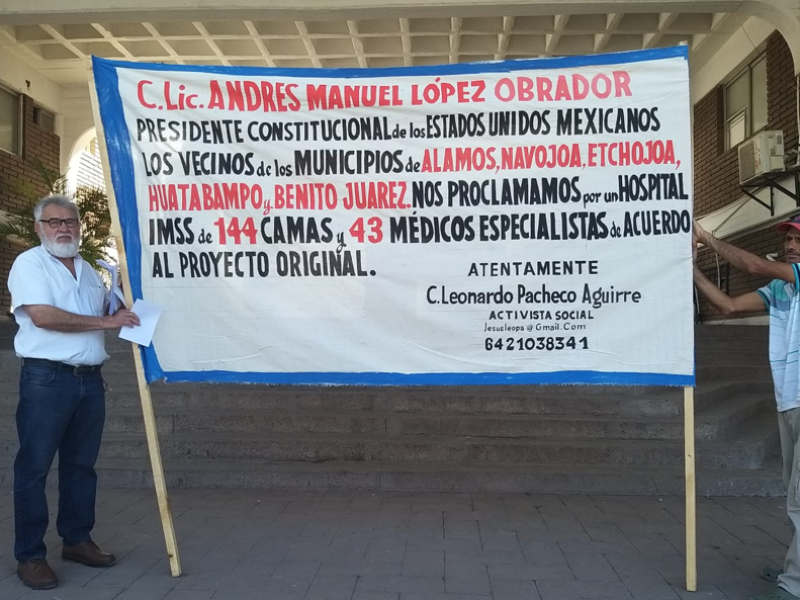 C.Lic. ANDRES MANUEL LÓPEZ OBRADOR
PRESIDENTE CONSTITUCIONAL de los ESTADOS UNIDOS MEXICANOS
LOS VECINOS de los MUNICIPIOS de ALAMOS, NAVOJOA, ETCHOJOA,
HUATABAMPO y BENITO JUAREZ. NOS PROCLAMAMOS por un HOSPITAL
IMSS de 144 CAMAS y 43 MÉDICOS ESPECIALISTAS de ACUERDO
AL PROYECTO ORIGINAL.
ATENTAMENTE
C. Leonardo Pacheco Aguirre
ACTIVISTA SOCIAL
Jesusleopa@Gmail.Com
6421038341